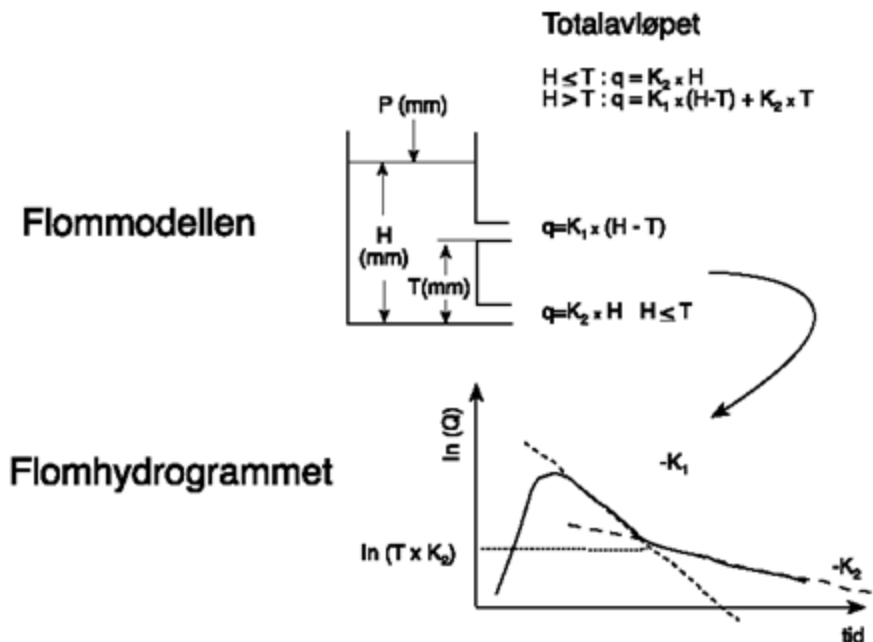 Totalavløpet
H ≤ T : q = K₂ x H
H > T : q = K₁ x (H-T) + K₂ x T
P (mm)
Flommodellen
H
(mm)
T(mm)
q=K₁ x (H - T)
q=K₂ x H H ≤ T
Flomhydrogrammet
ln (Q)
-K₁
ln (T x K₂)
-K₂
tid